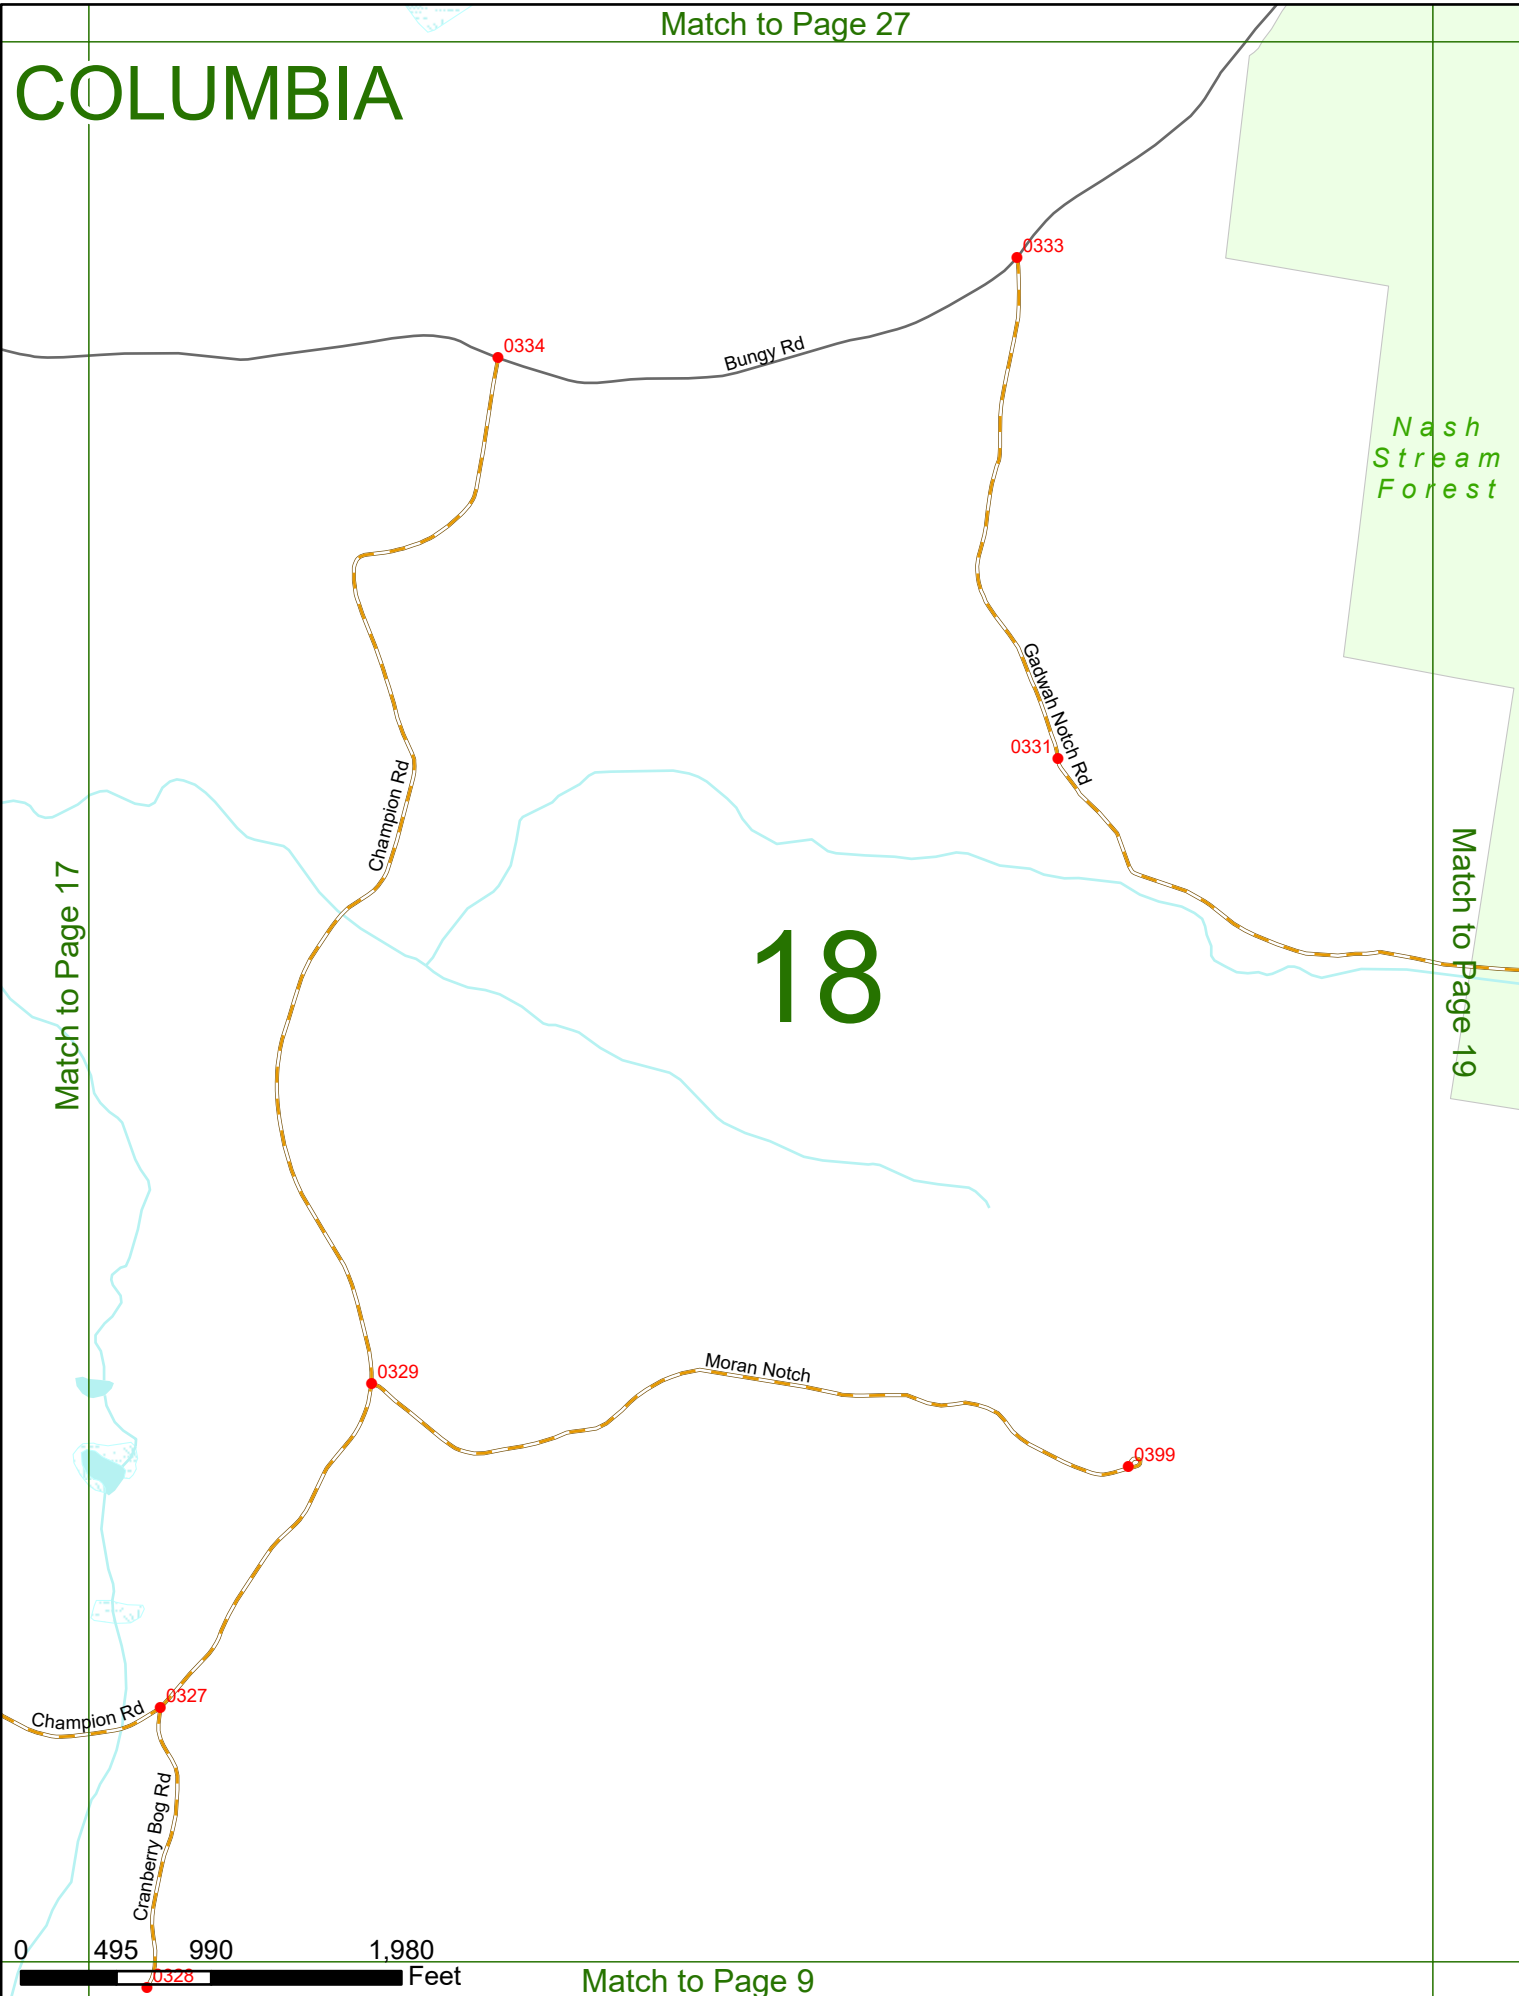 Match to Page 27
COLUMBIA
0333
0334
Bungy Rd
Nash
Stream
Forest
Gadwah Notch Rd
0331
Champion Rd
Match to Page 17
18
Match to Page 19
0329
Moran Notch
0399
0327
Champion Rd
Cranberry Bog Rd
0 495 990 1,980
Feet
0328
Match to Page 9